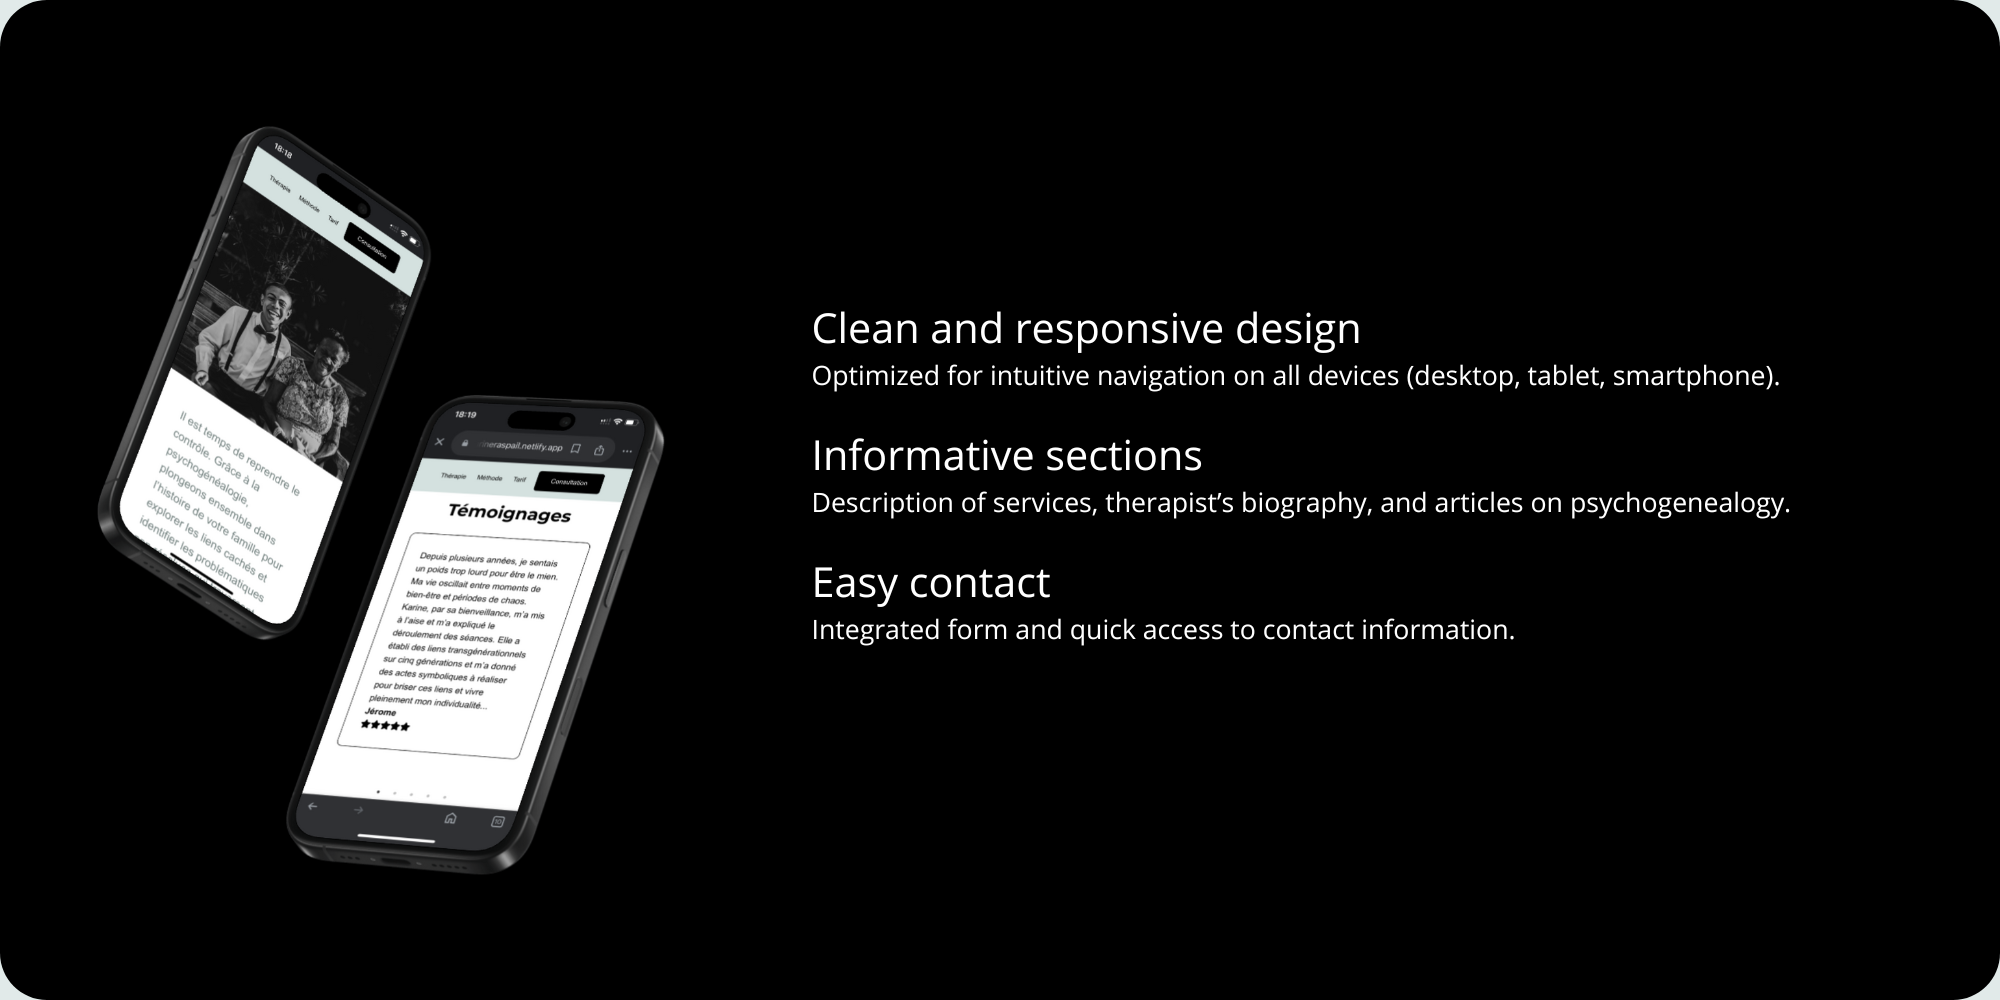 18:18
Thérapie Méthode Tarif Consultation
Il est temps de reprendre le
contrôle. Grâce à la
psychogénéalogie,
plongeons ensemble dans
l'histoire de votre famille pour
explorer les liens cachés et
identifier les problématiques
18:19
neraspail.netlify.app
Thérapie Méthode Tarif Consultation
Témoignages
Depuis plusieurs années, je sentais
un poids trop lourd pour être le mien.
Ma vie oscillait entre moments de
bien-être et périodes de chaos.
Karine, par sa bienveillance, m'a mis
à l'aise et m'a expliqué le
déroulement des séances. Elle a
établi des liens transgénérationnels
sur cinq générations et m'a donné
des actes symboliques à réaliser
pour briser ces liens et vivre
pleinement mon individualité...
Jérome
Clean and responsive design
Optimized for intuitive navigation on all devices (desktop, tablet, smartphone).
Informative sections
Description of services, therapist’s biography, and articles on psychogenealogy.
Easy contact
Integrated form and quick access to contact information.